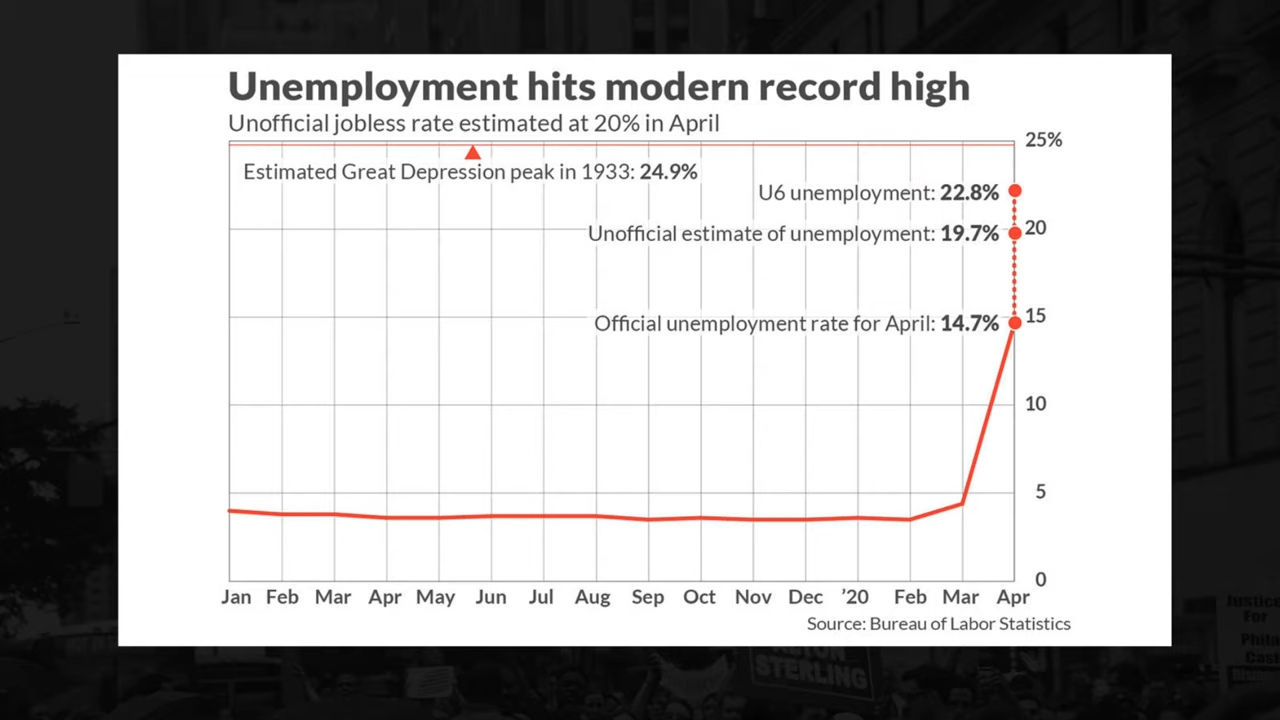 Unemployment hits modern record high
Unofficial jobless rate estimated at 20% in April
25%
Estimated Great Depression peak in 1933: 24.9%
U6 unemployment: 22.8%
Unofficial estimate of unemployment: 19.7%
20
Official unemployment rate for April: 14.7%
15
10
5
0
Jan Feb Mar Apr May Jun Jul Aug Sep Oct Nov Dec '20 Feb Mar Apr
Source: Bureau of Labor Statistics
Justice
For
STERLING